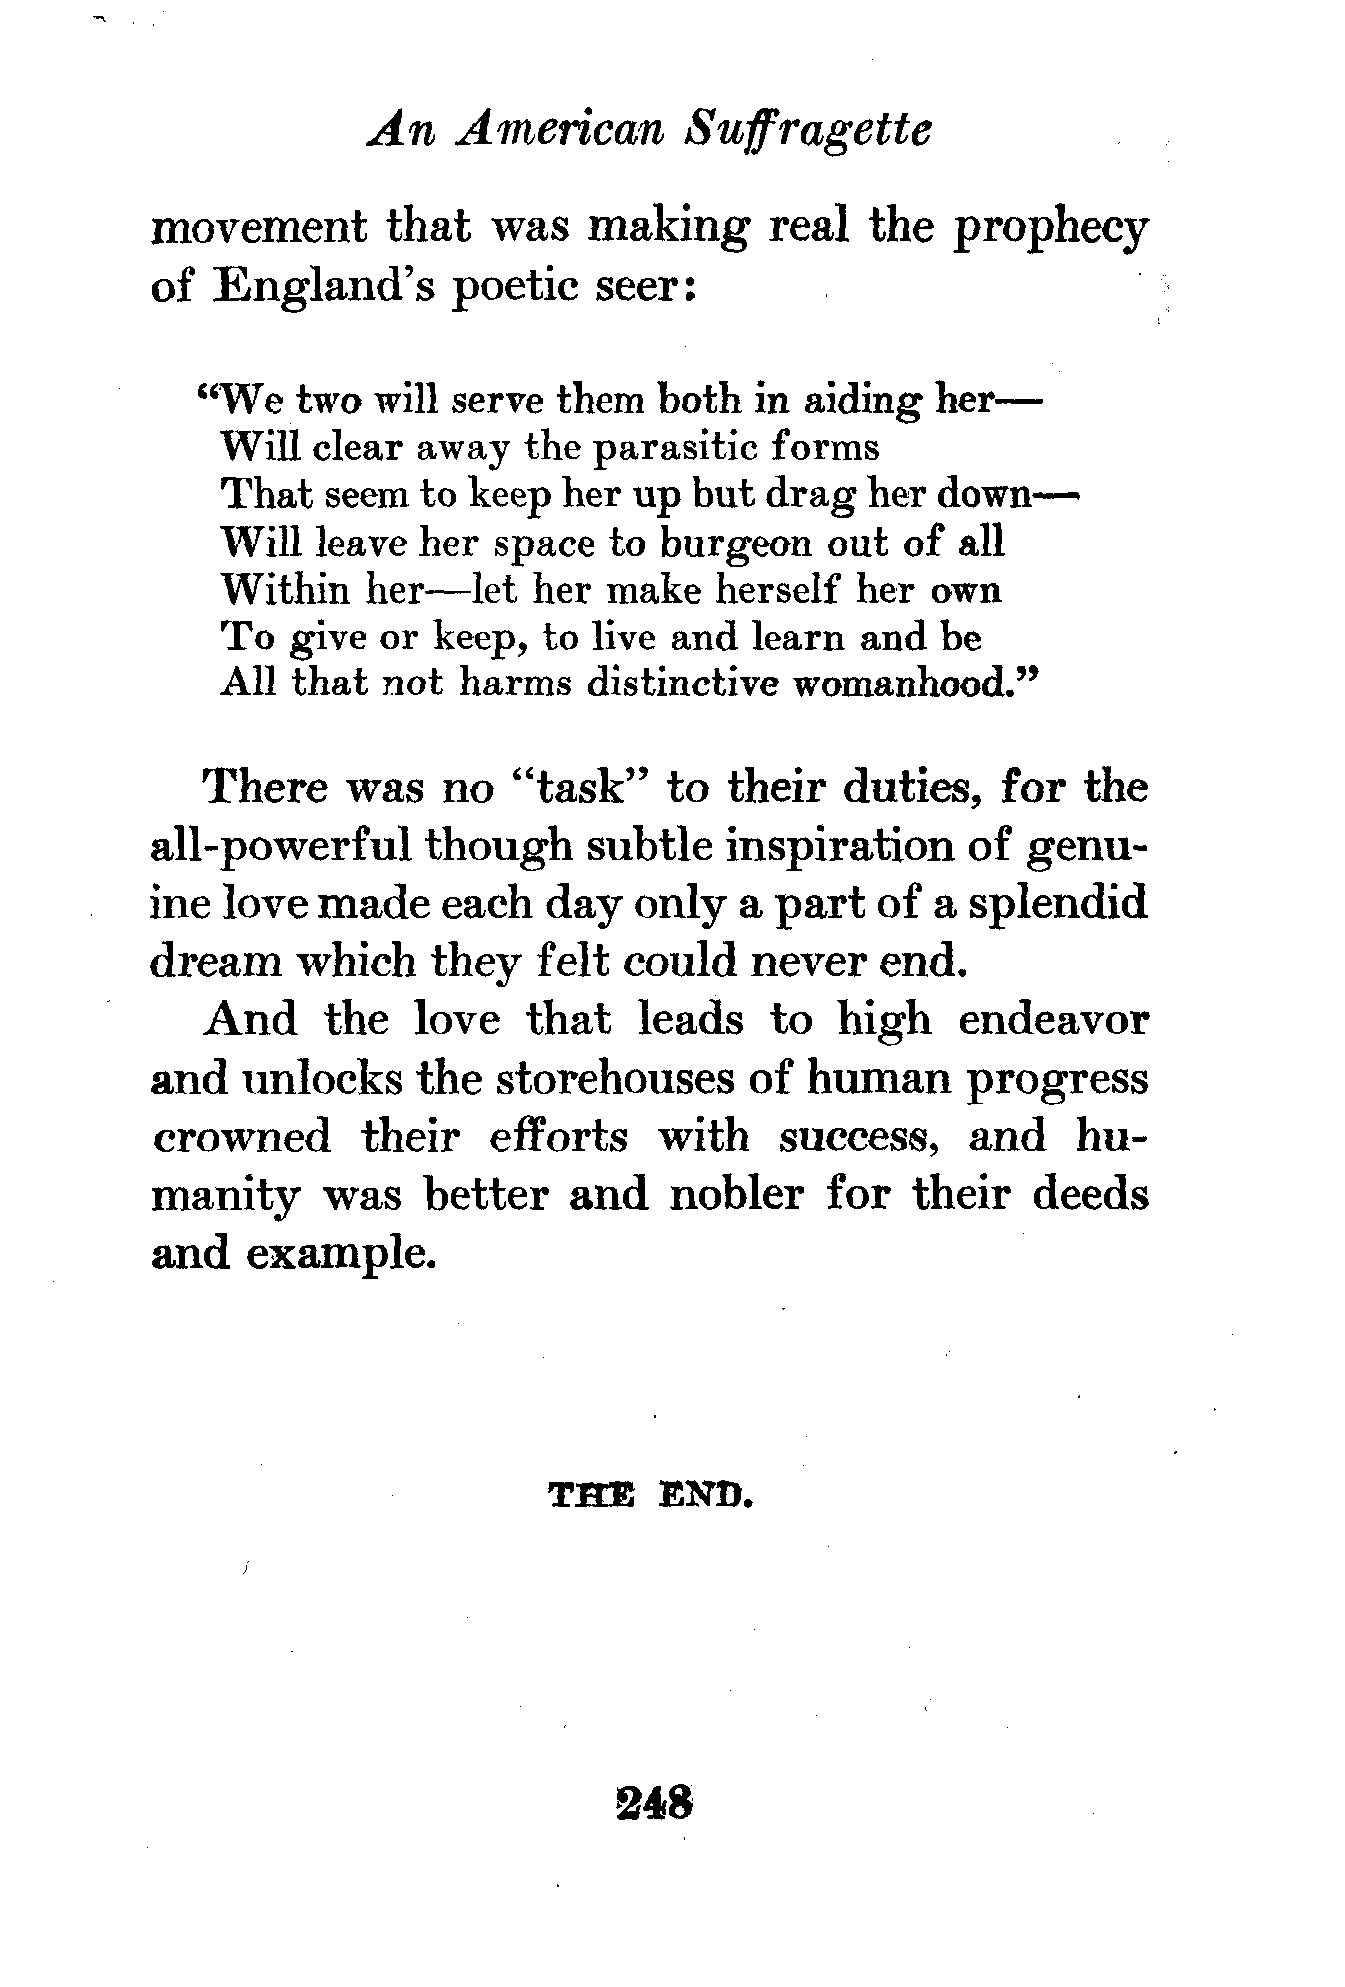 An American Suffragette
movement that was making real the prophecy
of England's poetic seer:
"We two will serve them both in aiding her—
Will clear away the parasitic forms
That seem to keep her up but drag her down—
Will leave her space to burgeon out of all
Within her—let her make herself her own
To give or keep, to live and learn and be
All that not harms distinctive womanhood."
There was no "task" to their duties, for the
all-powerful though subtle inspiration of genu-
ine love made each day only a part of a splendid
dream which they felt could never end.
And the love that leads to high endeavor
and unlocks the storehouses of human progress
crowned their efforts with success, and hu-
manity was better and nobler for their deeds
and example.
THE END.
248